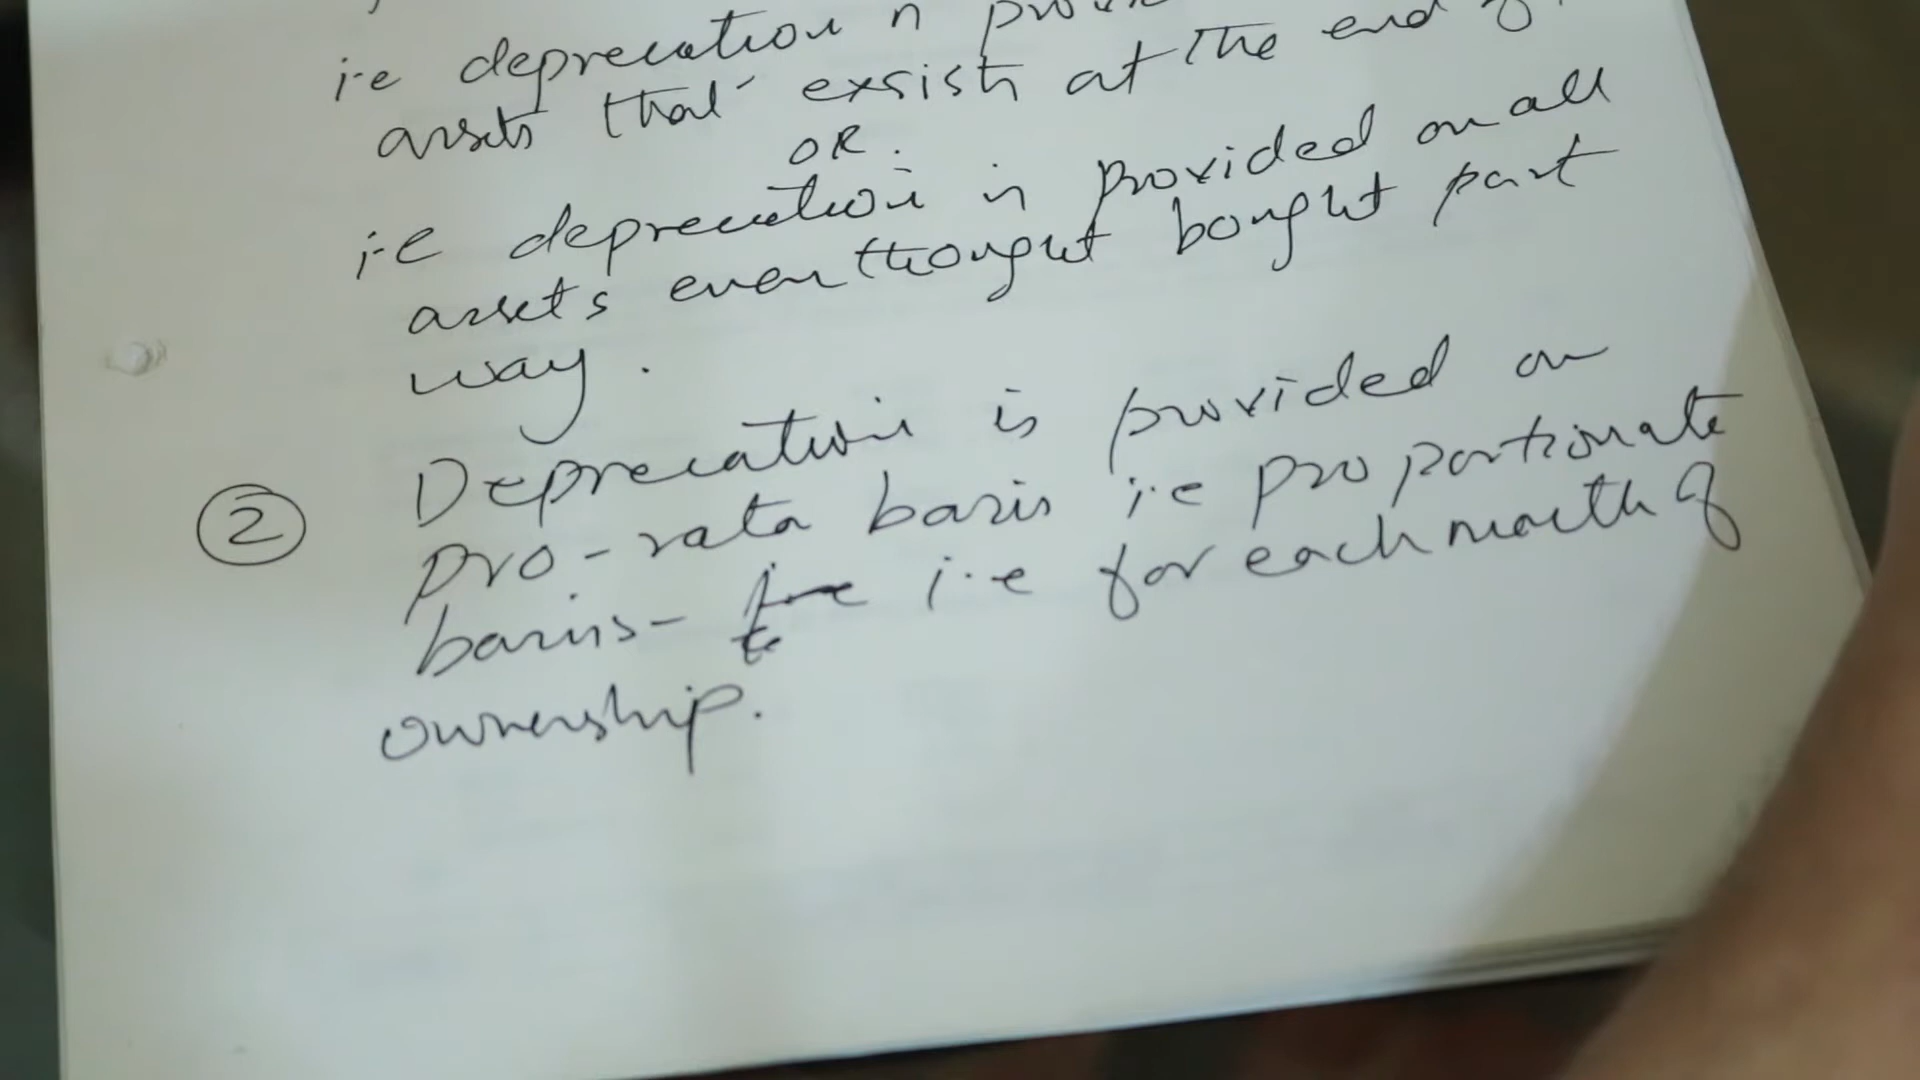 i.e depreciation is
assets that exsists at the end of
OR.
i.e depreciation is provided on all
assets even thought bought part
way.
② Depreciation is provided on
pro-rata basis i.e proportionate
basis- i.e for each month of
ownership.